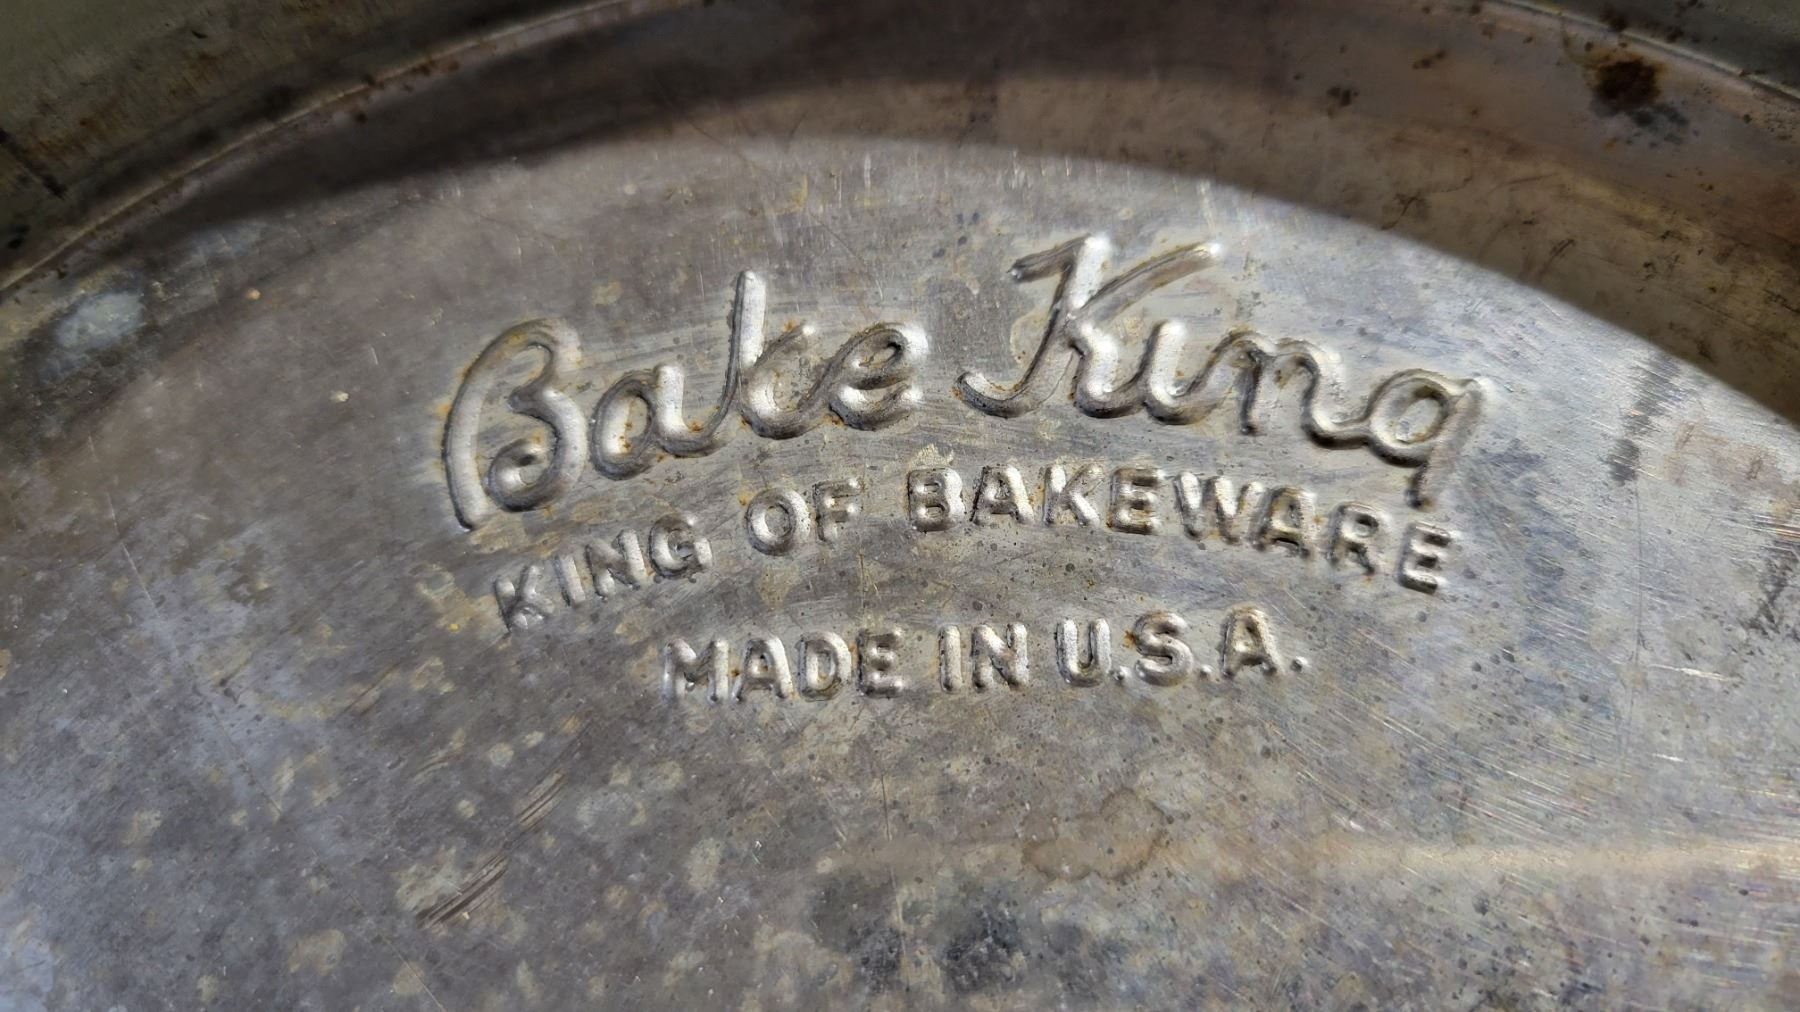 Bake King
KING OF BAKEWARE
MADE IN U.S.A.